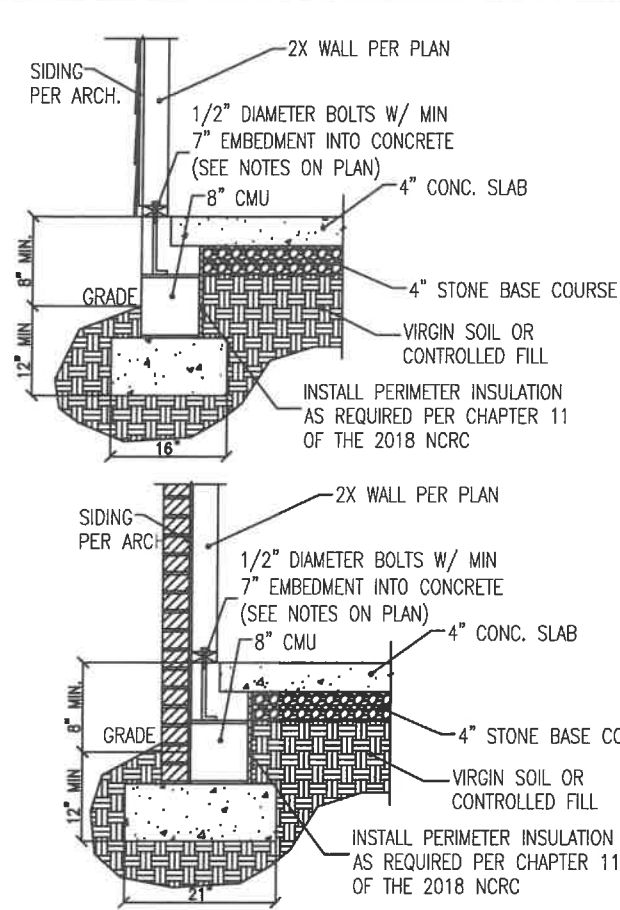 2X WALL PER PLAN
SIDING
PER ARCH.
1/2" DIAMETER BOLTS W/ MIN
7" EMBEDMENT INTO CONCRETE
(SEE NOTES ON PLAN)
8" CMU
4" CONC. SLAB
8" MIN.
GRADE
4" STONE BASE COURSE
12" MIN
VIRGIN SOIL OR
CONTROLLED FILL
INSTALL PERIMETER INSULATION
AS REQUIRED PER CHAPTER 11
OF THE 2018 NCRC
16"
2X WALL PER PLAN
SIDING
PER ARCH
1/2" DIAMETER BOLTS W/ MIN
7" EMBEDMENT INTO CONCRETE
(SEE NOTES ON PLAN)
8" CMU
4" CONC. SLAB
8" MIN.
GRADE
4" STONE BASE CO
12" MIN
VIRGIN SOIL OR
CONTROLLED FILL
INSTALL PERIMETER INSULATION
AS REQUIRED PER CHAPTER 11
OF THE 2018 NCRC
21"